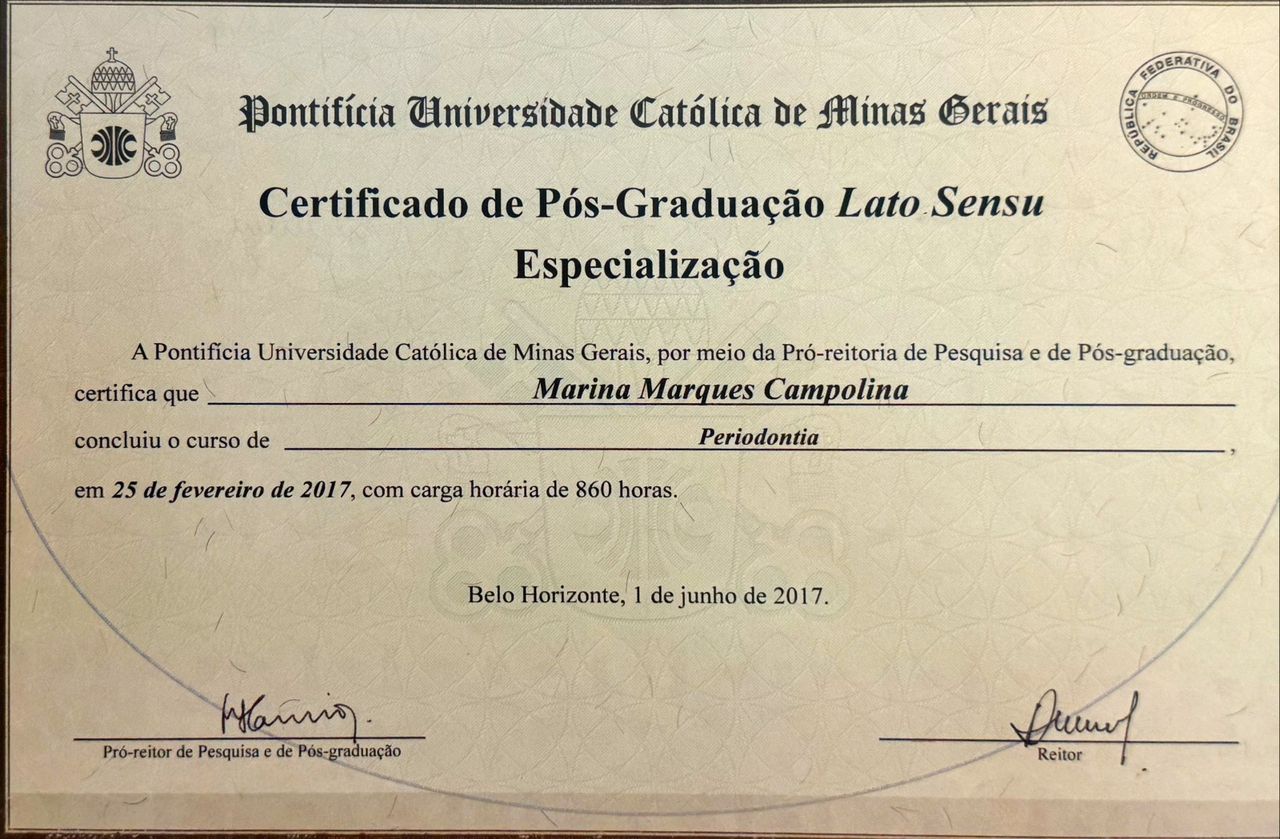 Pontifícia Universidade Católica de Minas Gerais
REPÚBLICA FEDERATIVA DO BRASIL
ORDEM E PROGRESSO
Certificado de Pós-Graduação Lato Sensu
Especialização
A Pontifícia Universidade Católica de Minas Gerais, por meio da Pró-reitoria de Pesquisa e de Pós-graduação,
certifica que Marina Marques Campolina
concluiu o curso de Periodontia,
em 25 de fevereiro de 2017, com carga horária de 860 horas.
Belo Horizonte, 1 de junho de 2017.
Pró-reitor de Pesquisa e de Pós-graduação
Reitor